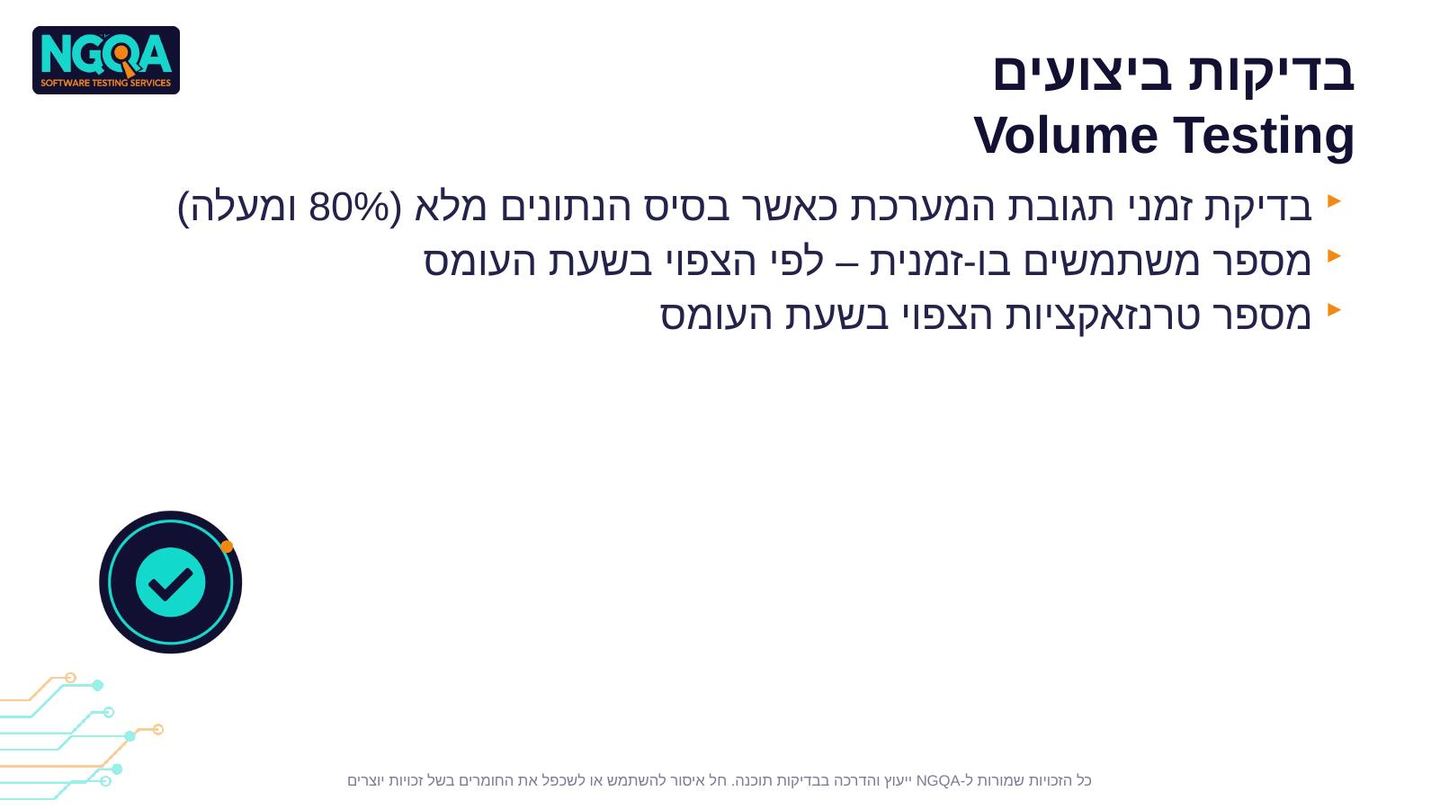 NGQA
SOFTWARE TESTING SERVICES
בדיקות ביצועים
Volume Testing
בדיקת זמני תגובת המערכת כאשר בסיס הנתונים מלא (80% ומעלה)
מספר משתמשים בו-זמנית – לפי הצפוי בשעת העומס
מספר טרנזאקציות הצפוי בשעת העומס
כל הזכויות שמורות ל-NGQA ייעוץ והדרכה בבדיקות תוכנה. חל איסור להשתמש או לשכפל את החומרים בשל זכויות יוצרים